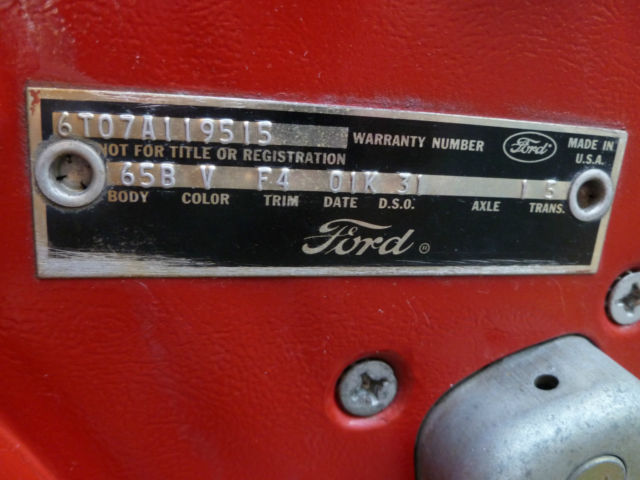 6T07A119515 WARRANTY NUMBER Ford MADE IN U.S.A.
NOT FOR TITLE OR REGISTRATION
65B V F4 01K 31 1 5
BODY COLOR TRIM DATE D.S.O. AXLE TRANS.
Ford ®